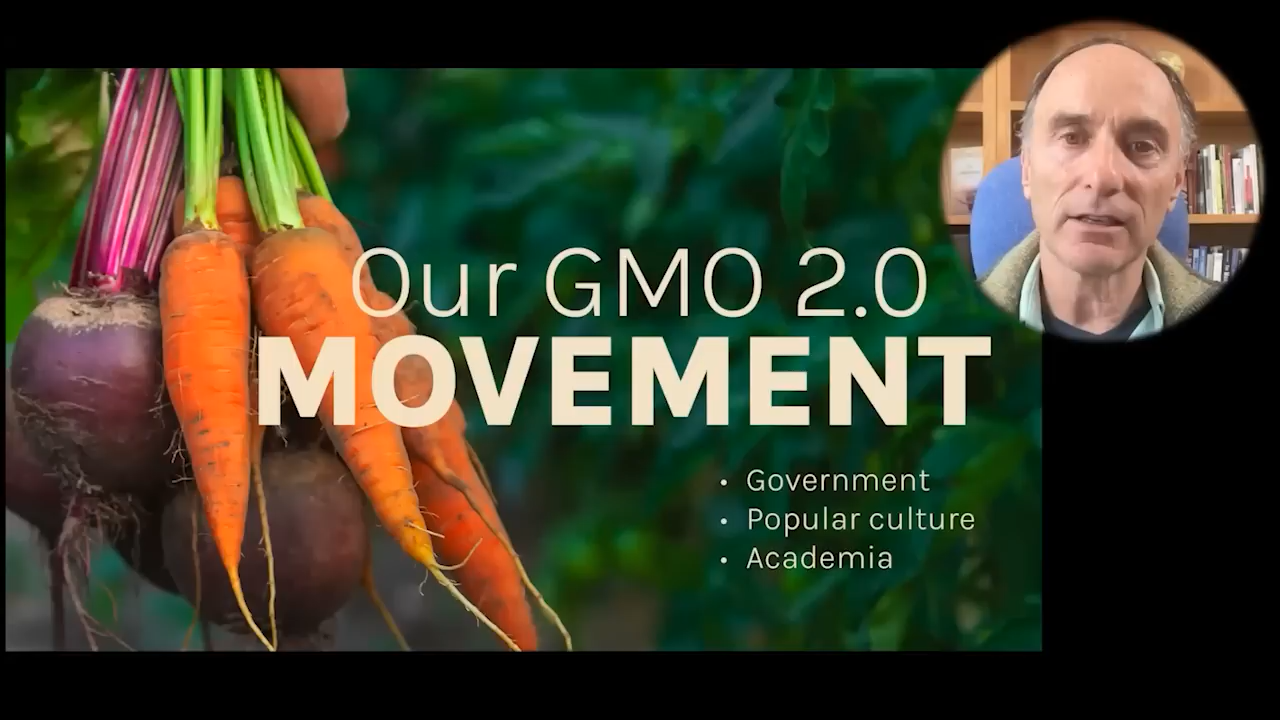 Our GMO 2.0
MOVEMENT
• Government
• Popular culture
• Academia